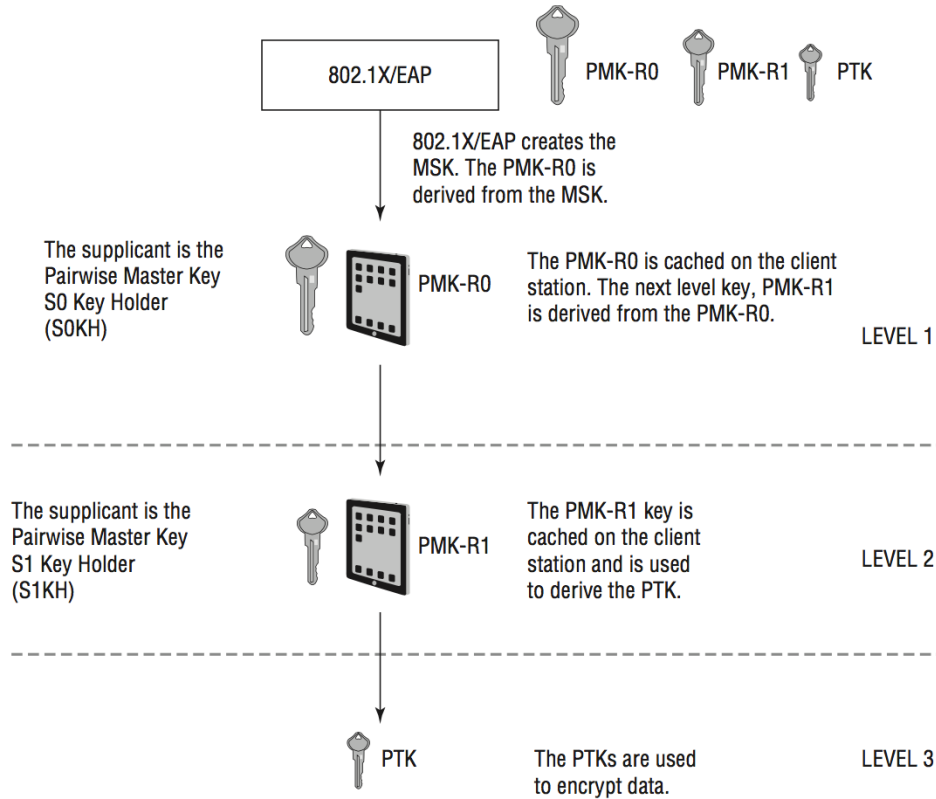 802.1X/EAP
PMK-R0
PMK-R1
PTK
802.1X/EAP creates the
MSK. The PMK-R0 is
derived from the MSK.
The supplicant is the
Pairwise Master Key
S0 Key Holder
(S0KH)
PMK-R0
The PMK-R0 is cached on the client
station. The next level key, PMK-R1
is derived from the PMK-R0.
LEVEL 1
The supplicant is the
Pairwise Master Key
S1 Key Holder
(S1KH)
PMK-R1
The PMK-R1 key is
cached on the client
station and is used
to derive the PTK.
LEVEL 2
PTK
The PTKs are used
to encrypt data.
LEVEL 3